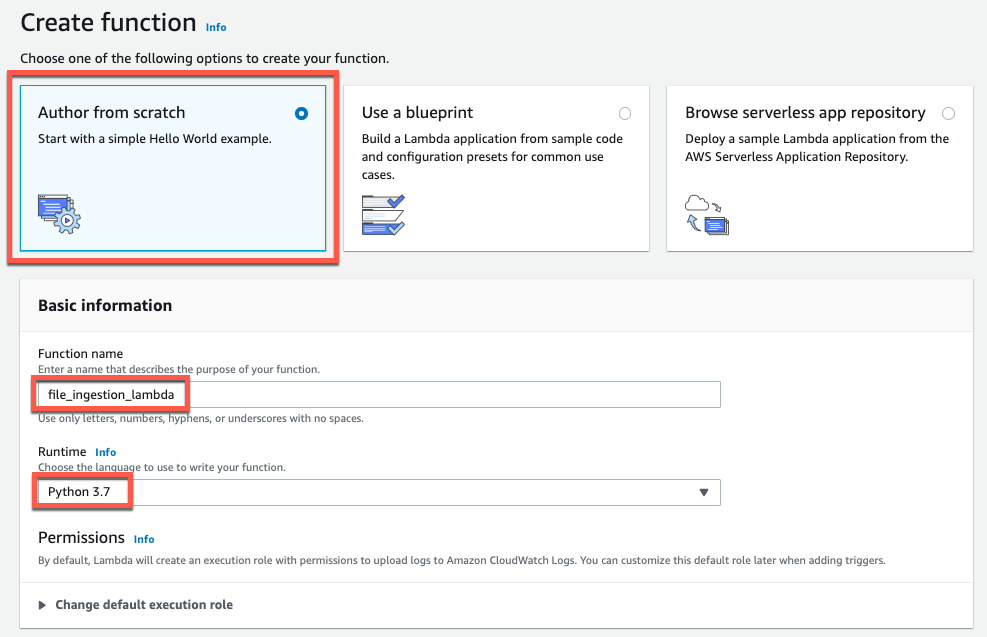 Create function Info
Choose one of the following options to create your function.
Author from scratch
Start with a simple Hello World example.
Use a blueprint
Build a Lambda application from sample code
and configuration presets for common use
cases.
Browse serverless app repository
Deploy a sample Lambda application from the
AWS Serverless Application Repository.
Basic information
Function name
Enter a name that describes the purpose of your function.
file_ingestion_lambda
Use only letters, numbers, hyphens, or underscores with no spaces.
Runtime Info
Choose the language to use to write your function.
Python 3.7
Permissions Info
By default, Lambda will create an execution role with permissions to upload logs to Amazon CloudWatch Logs. You can customize this default role later when adding triggers.
Change default execution role